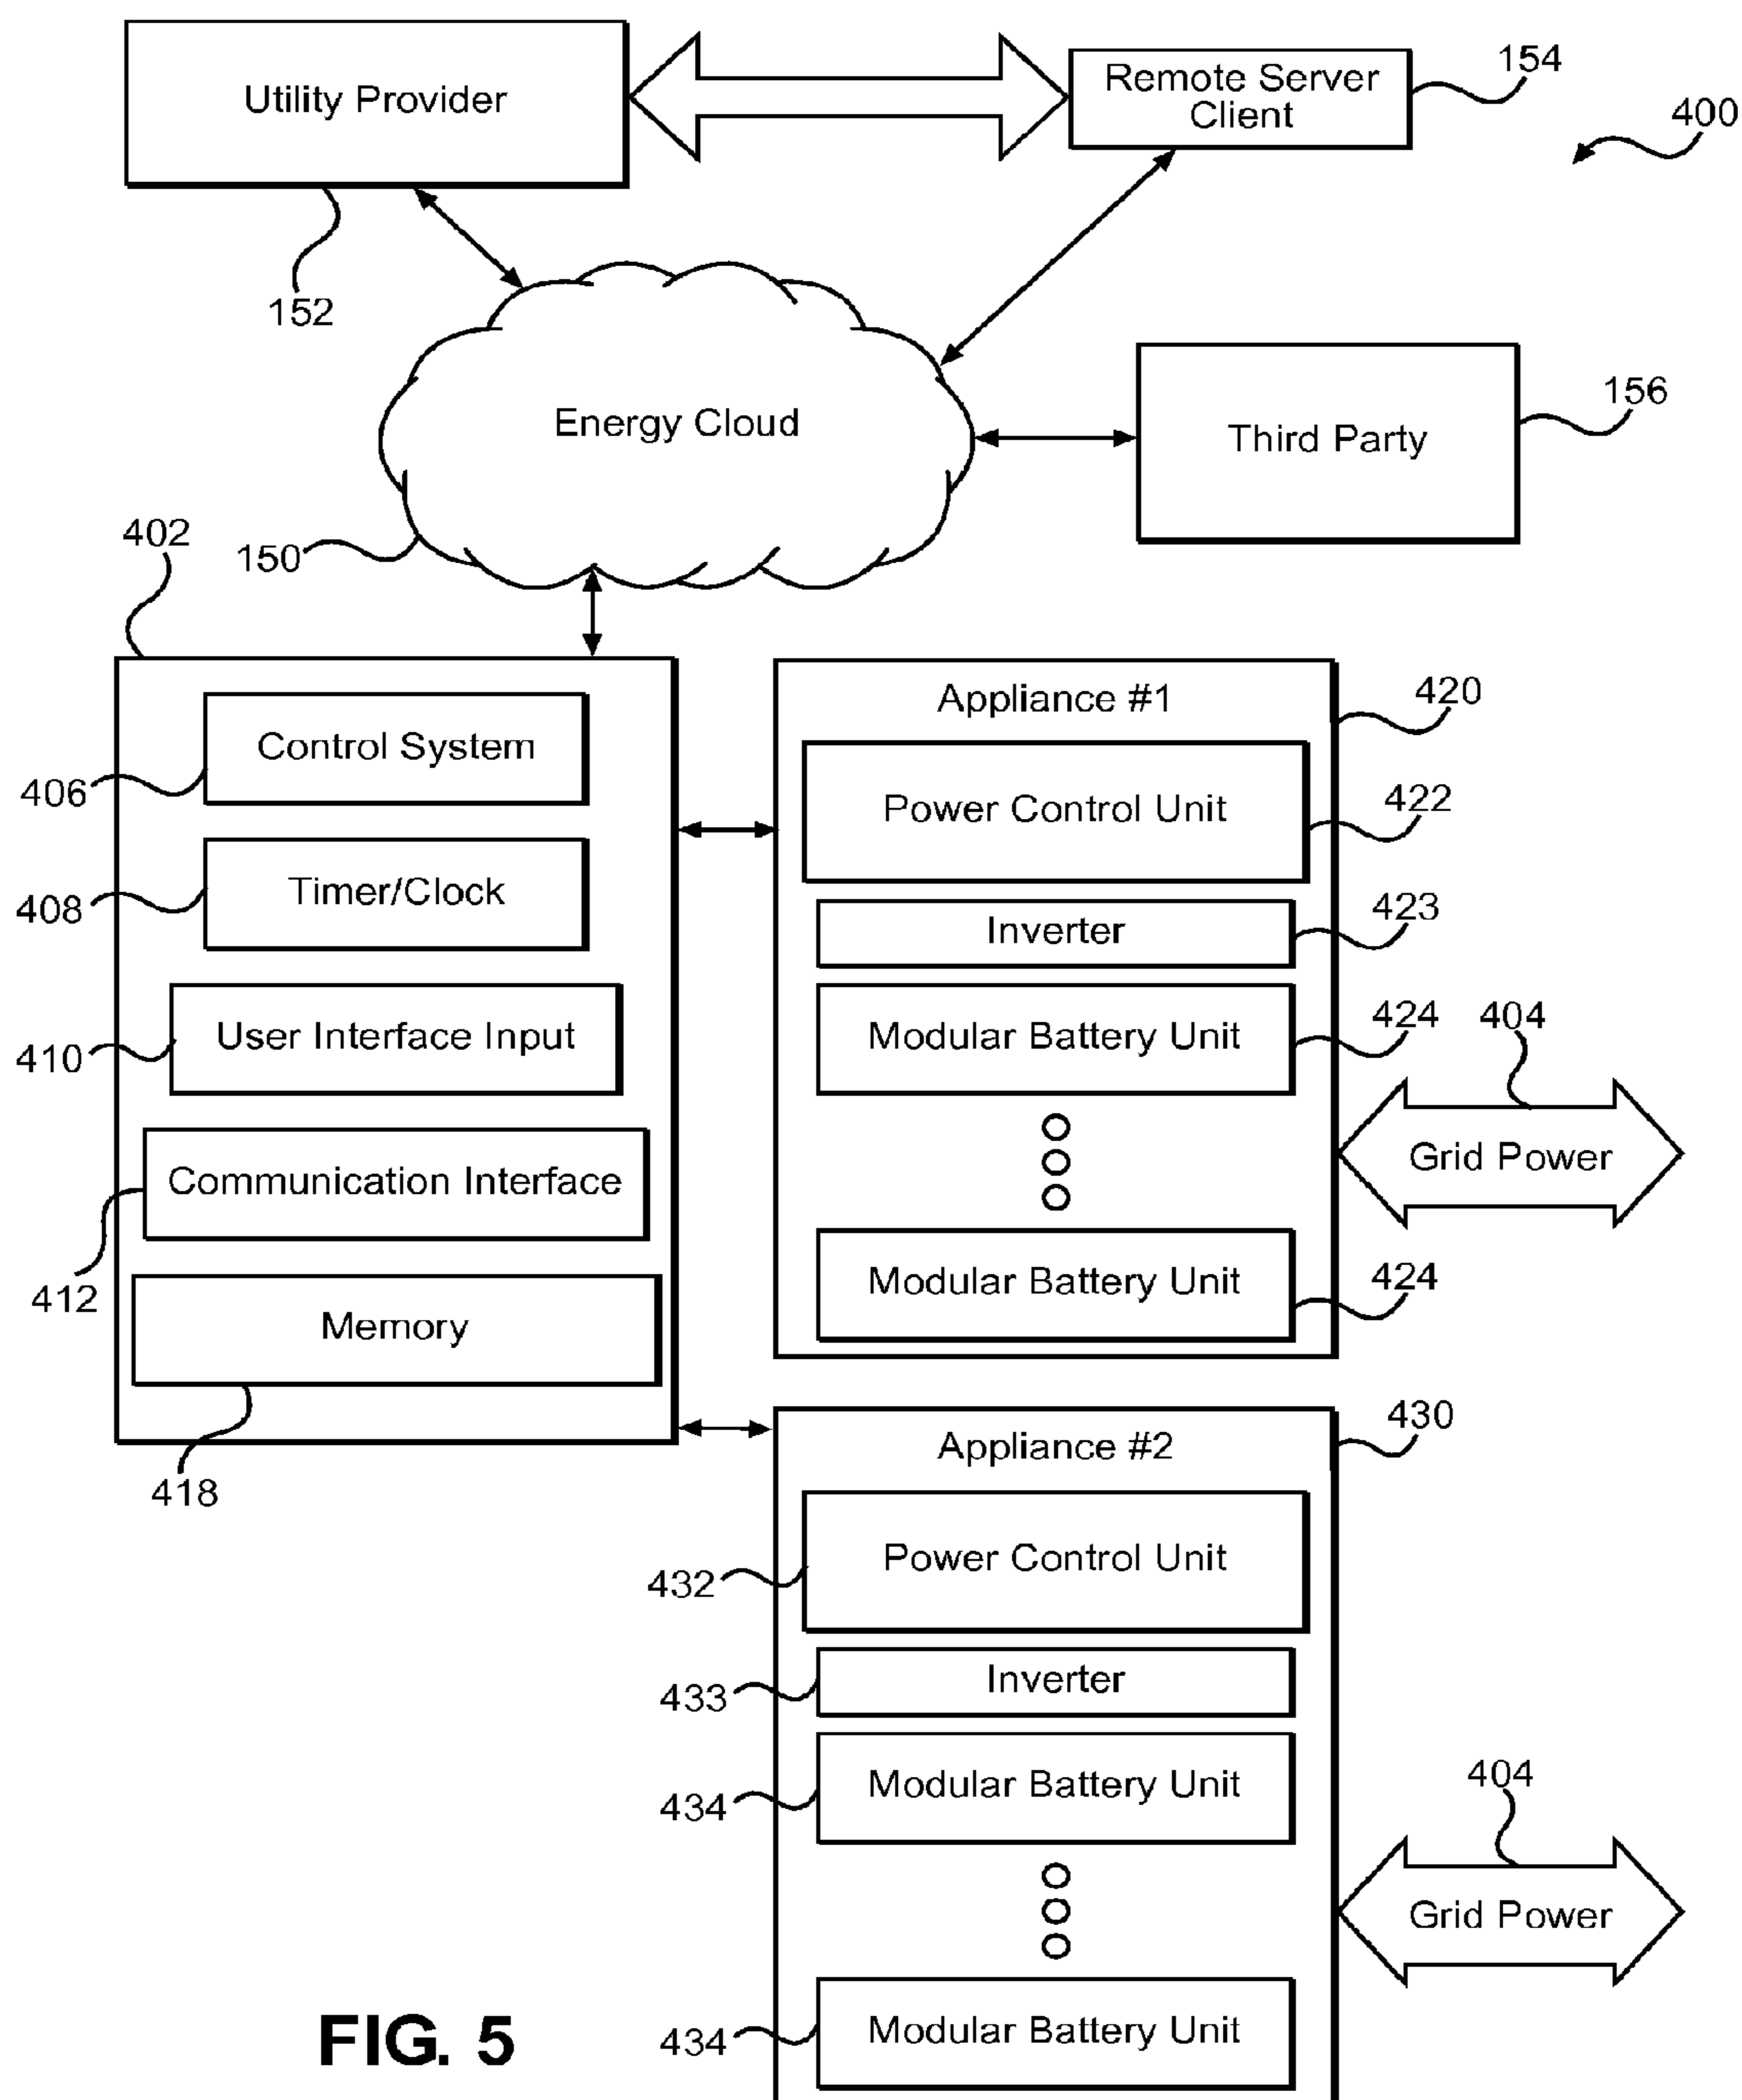 Utility Provider
Remote Server
Client
154
400
152
Energy Cloud
Third Party
156
402
150
Control System
406
Timer/Clock
408
User Interface Input
410
Communication Interface
412
Memory
418
Appliance #1
420
Power Control Unit
422
Inverter
423
Modular Battery Unit
424
404
Grid Power
Modular Battery Unit
424
Appliance #2
430
Power Control Unit
432
Inverter
433
Modular Battery Unit
434
404
Grid Power
Modular Battery Unit
434
FIG. 5